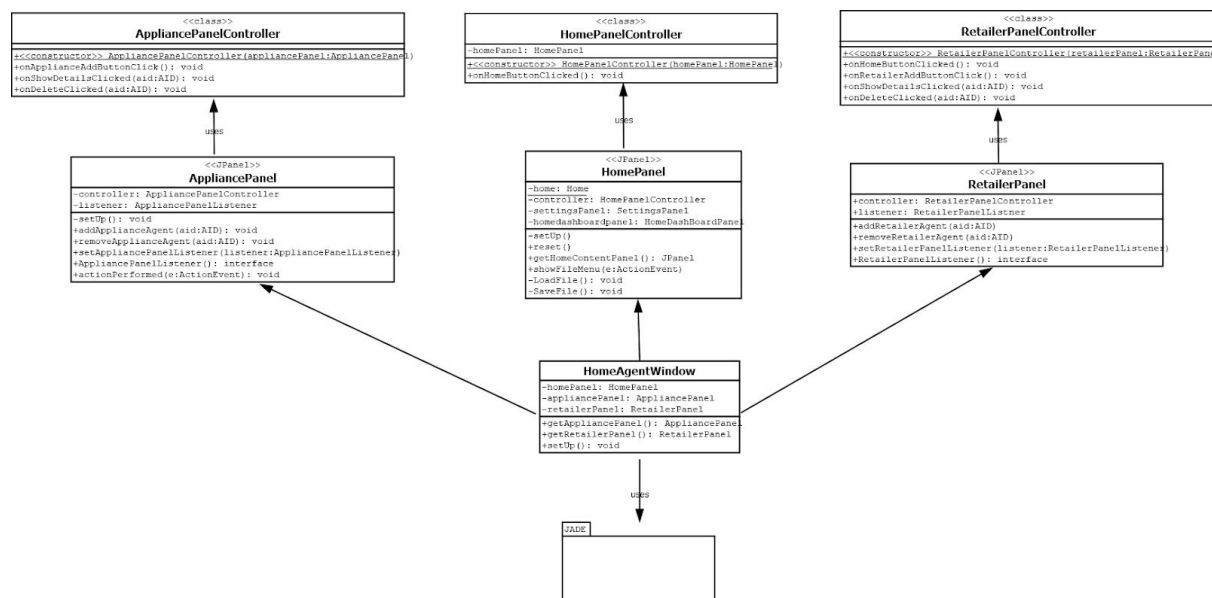 <<class>>
AppliancePanelController
+<<constructor>> AppliancePanelController(appliancePanel:AppliancePanel)
+onApplianceAddButtonClick(): void
+onShowDetailsClicked(aid:AID): void
+onDeleteClicked(aid:AID): void
<<class>>
HomePanelController
-homePanel: HomePanel
+<<constructor>> HomePanelController(homePanel:HomePanel)
+onHomeButtonClicked(): void
<<class>>
RetailerPanelController
+<<constructor>> RetailerPanelController(retailerPanel:RetailerPanel)
+onHomeButtonClicked(): void
+onRetailerAddButtonClick(): void
+onShowDetailsClicked(aid:AID): void
+onDeleteClicked(aid:AID): void
uses
uses
uses
<<JPanel>>
AppliancePanel
-controller: AppliancePanelController
-listener: AppliancePanelListener
-setUp(): void
+addApplianceAgent(aid:AID): void
+removeApplianceAgent(aid:AID): void
+setAppliancePanelListener(listener:AppliancePanelListener)
+AppliancePanelListener(): interface
+actionPerformed(e:ActionEvent): void
<<JPanel>>
HomePanel
-home: Home
-controller: HomePanelController
-settingsPanel: SettingsPanel
-homedashboardpanel: HomeDashBoardPanel
-setUp()
+reset()
+getHomeContentPanel(): JPanel
+showFileMenu(e:ActionEvent)
-LoadFile(): void
-SaveFile(): void
<<JPanel>>
RetailerPanel
+controller: RetailerPanelController
+listener: RetailerPanelListner
+addRetailerAgent(aid:AID)
+removeRetailerAgent(aid:AID)
+setRetailerPanelListener(listener:RetailerPanelListener)
+RetailerPanelListener(): interface
HomeAgentWindow
-homePanel: HomePanel
-appliancePanel: AppliancePanel
-retailerPanel: RetailerPanel
+getAppliancePanel(): AppliancePanel
+getRetailerPanel(): RetailerPanel
+setUp(): void
uses
JADE